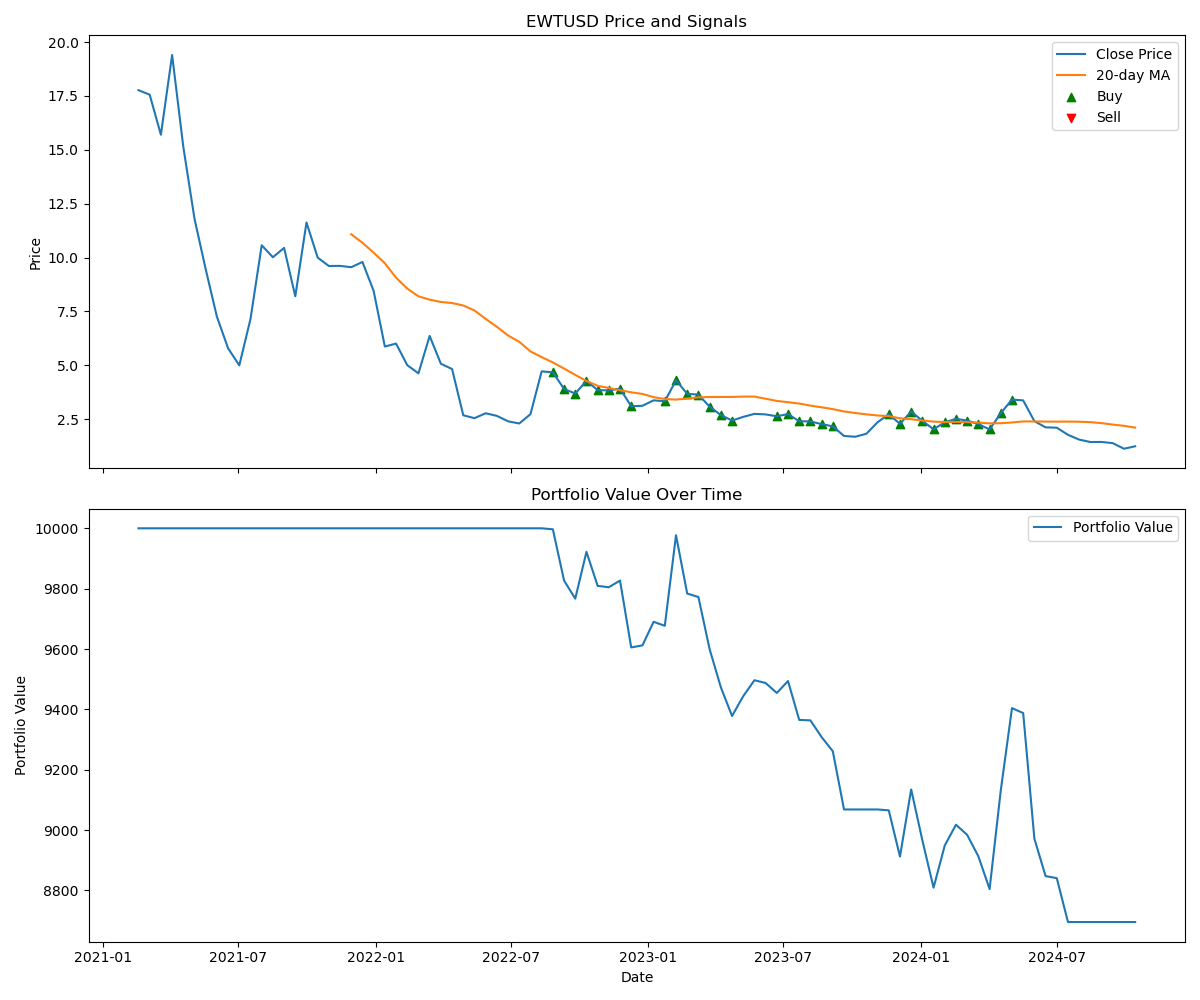 EWTUSD Price and Signals
20.0
17.5
15.0
12.5
10.0
7.5
5.0
2.5
Price
Close Price
20-day MA
Buy
Sell
Portfolio Value Over Time
10000
9800
9600
9400
9200
9000
8800
Portfolio Value
Portfolio Value
2021-01
2021-07
2022-01
2022-07
2023-01
2023-07
2024-01
2024-07
Date